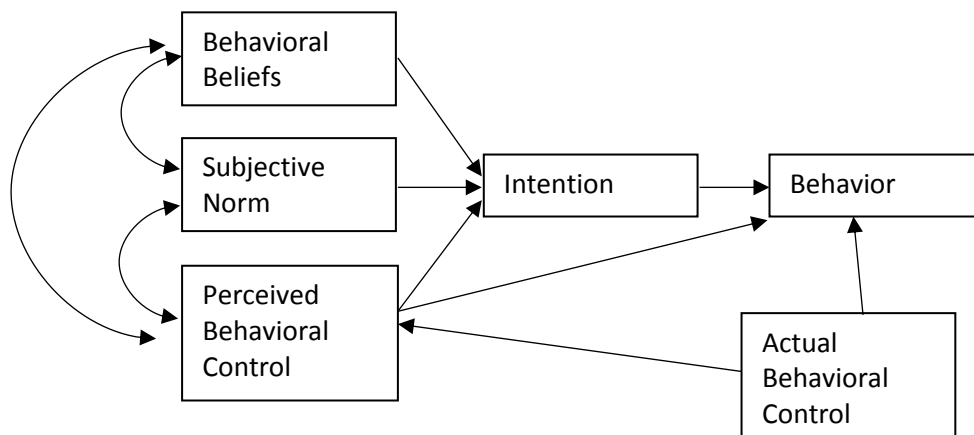 Behavioral
Beliefs
Subjective
Norm
Intention
Behavior
Perceived
Behavioral
Control
Actual
Behavioral
Control